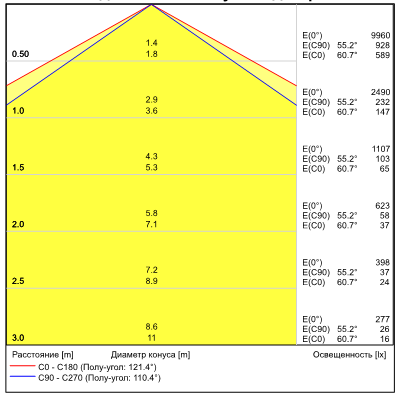 E(0°) 9960
1.4 E(C90) 55.2° 928
0.50 1.8 E(C0) 60.7° 589
E(0°) 2490
2.9 E(C90) 55.2° 232
1.0 3.6 E(C0) 60.7° 147
E(0°) 1107
4.3 E(C90) 55.2° 103
1.5 5.3 E(C0) 60.7° 65
E(0°) 623
5.8 E(C90) 55.2° 58
2.0 7.1 E(C0) 60.7° 37
E(0°) 398
7.2 E(C90) 55.2° 37
2.5 8.9 E(C0) 60.7° 24
E(0°) 277
8.6 E(C90) 55.2° 26
3.0 11 E(C0) 60.7° 16
Расстояние [m] Диаметр конуса [m] Освещенность [lx]
C0 - C180 (Полу-угол: 121.4°)
C90 - C270 (Полу-угол: 110.4°)